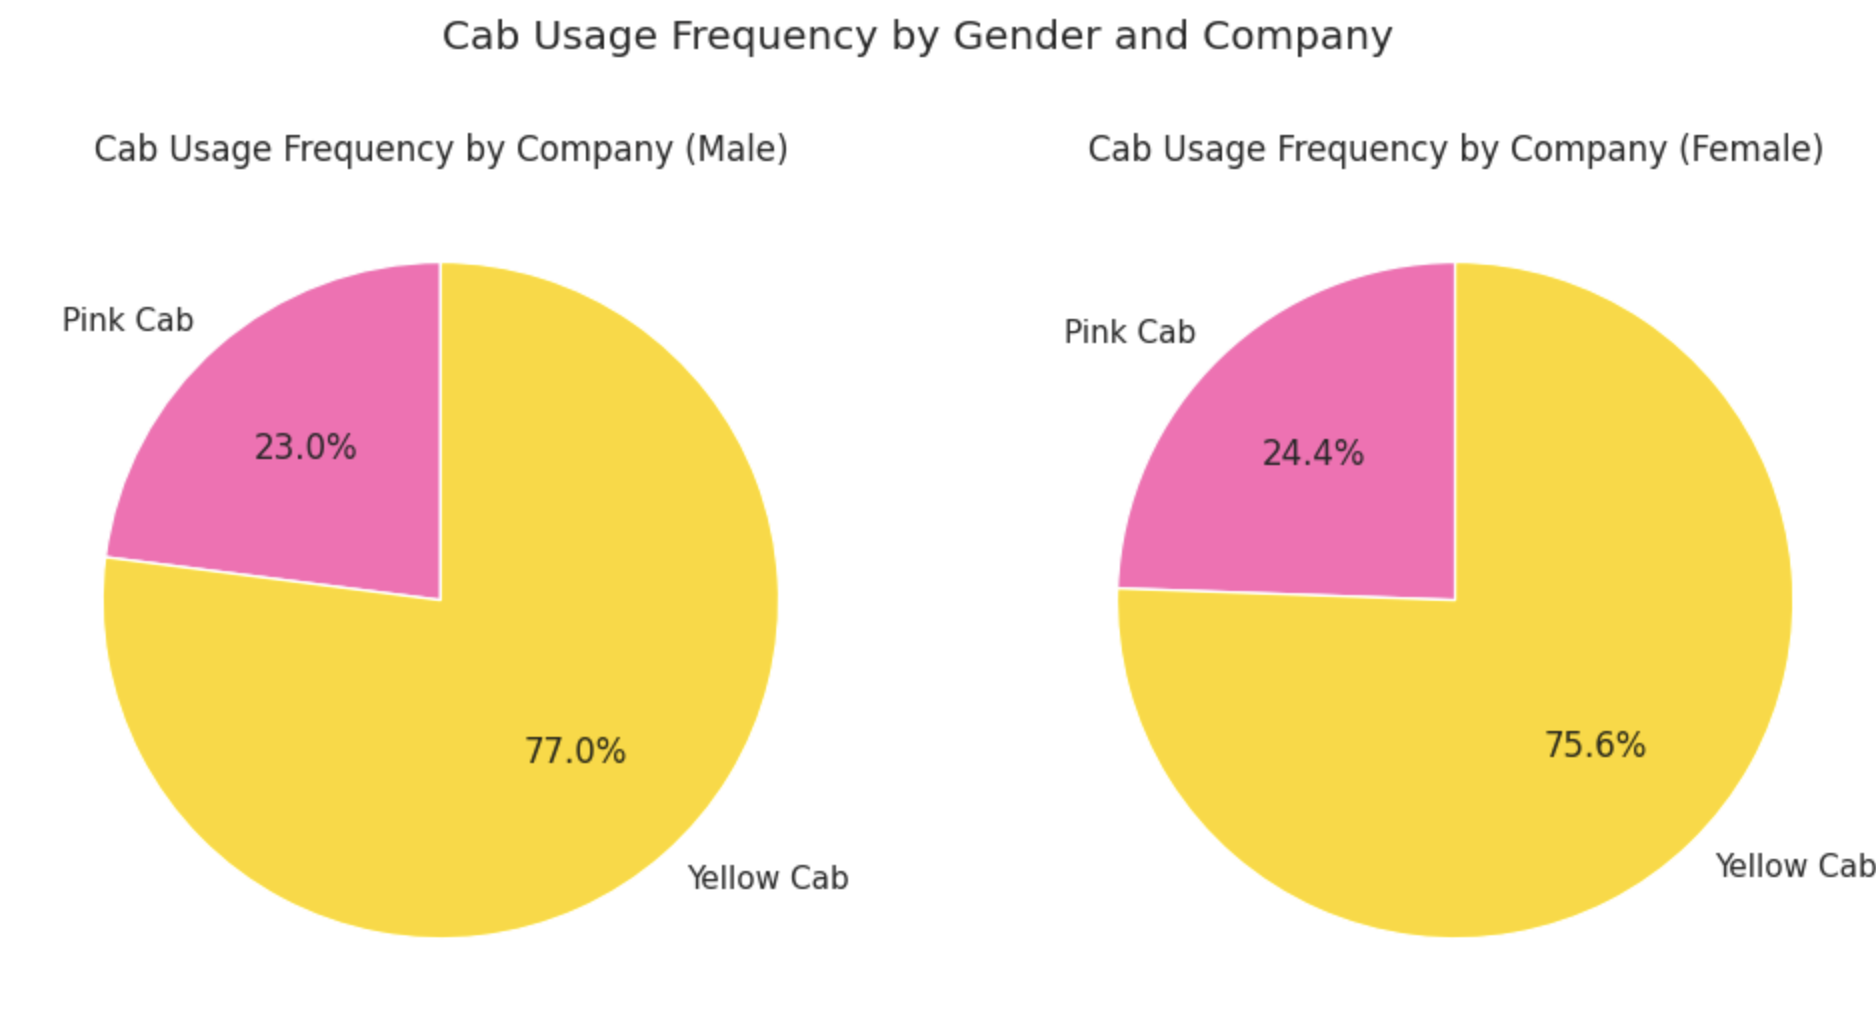 Cab Usage Frequency by Gender and Company
Cab Usage Frequency by Company (Male)
Pink Cab
23.0%
77.0%
Yellow Cab
Cab Usage Frequency by Company (Female)
Pink Cab
24.4%
75.6%
Yellow Cab